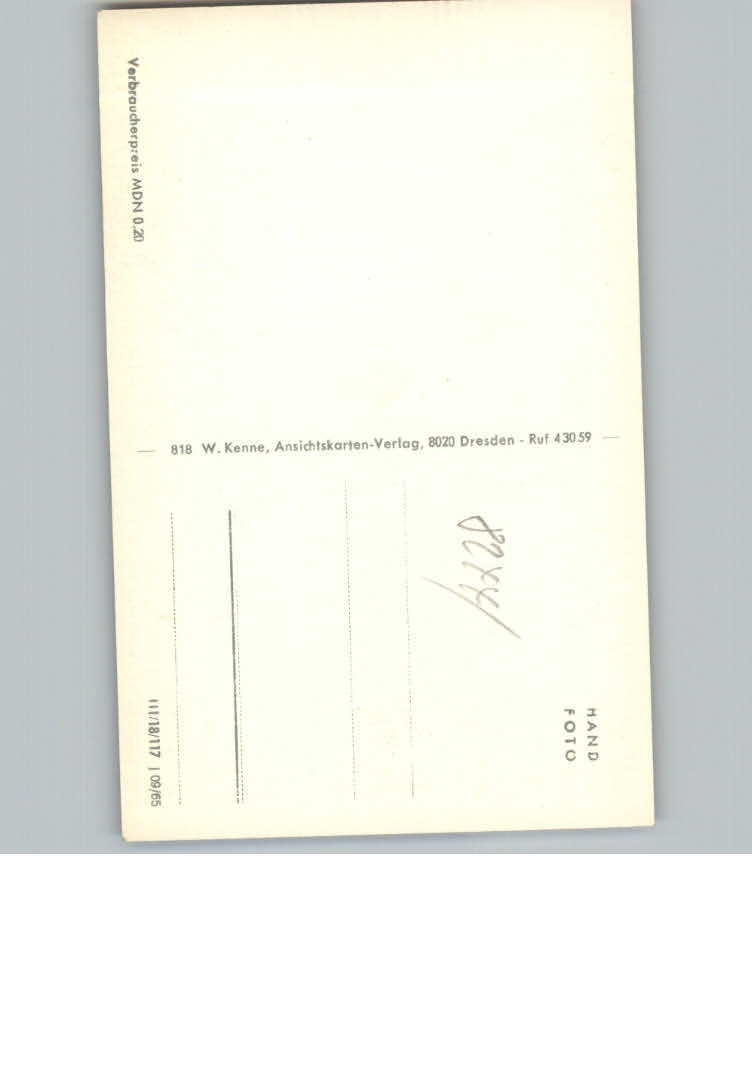 Verbraucherpreis MDN 0,20
818 W. Kenne, Ansichtskarten-Verlag, 8020 Dresden - Ruf 43059
HAND
FOTO
III/18/117 | 09/65